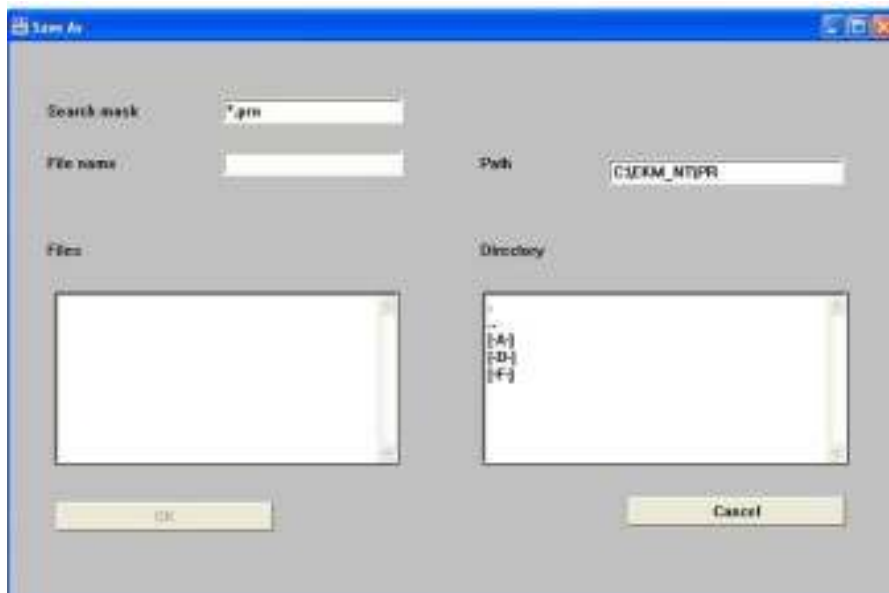 Save As
Search mask
*.prn
File name
Path
C:\EKM_NT\PR
Files
Directory
.
..
[-A-]
[-D-]
[-F-]
OK
Cancel